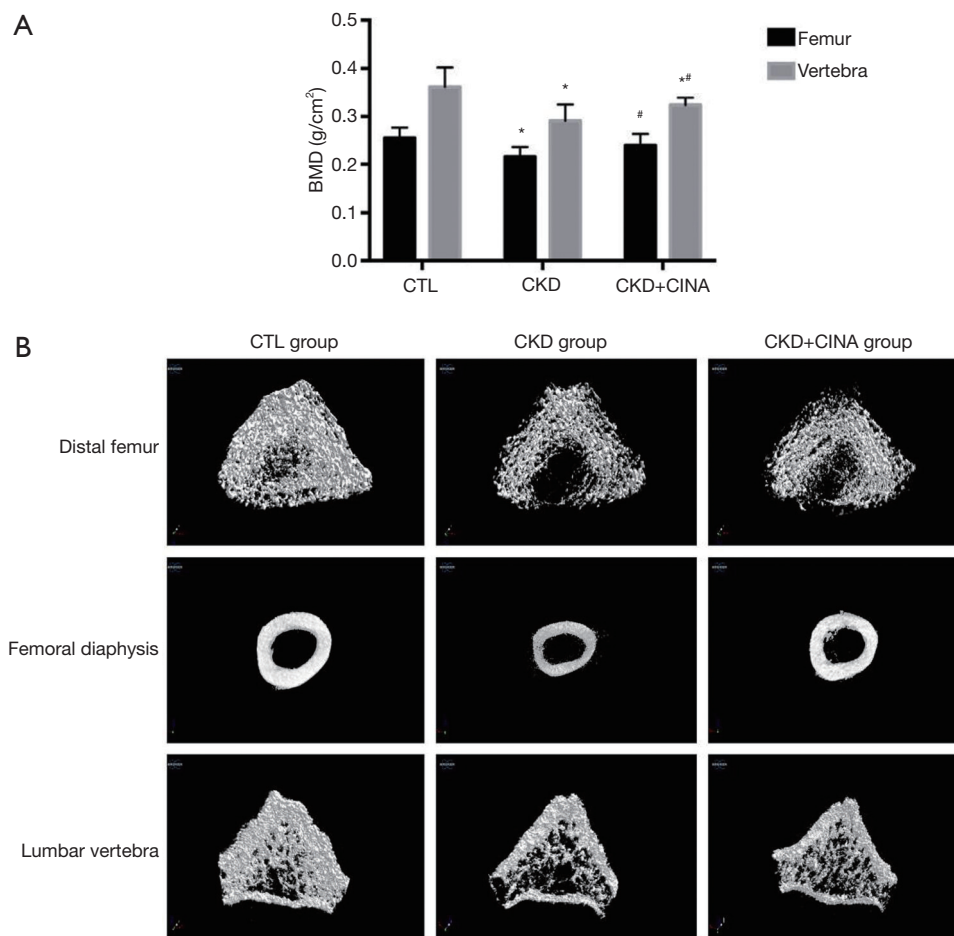 A
0.5
0.4
0.3
0.2
0.1
0.0
BMD (g/cm²)
*
*
#
*#
CTL
CKD
CKD+CINA
Femur
Vertebra
B
CTL group
CKD group
CKD+CINA group
Distal femur
Femoral diaphysis
Lumbar vertebra